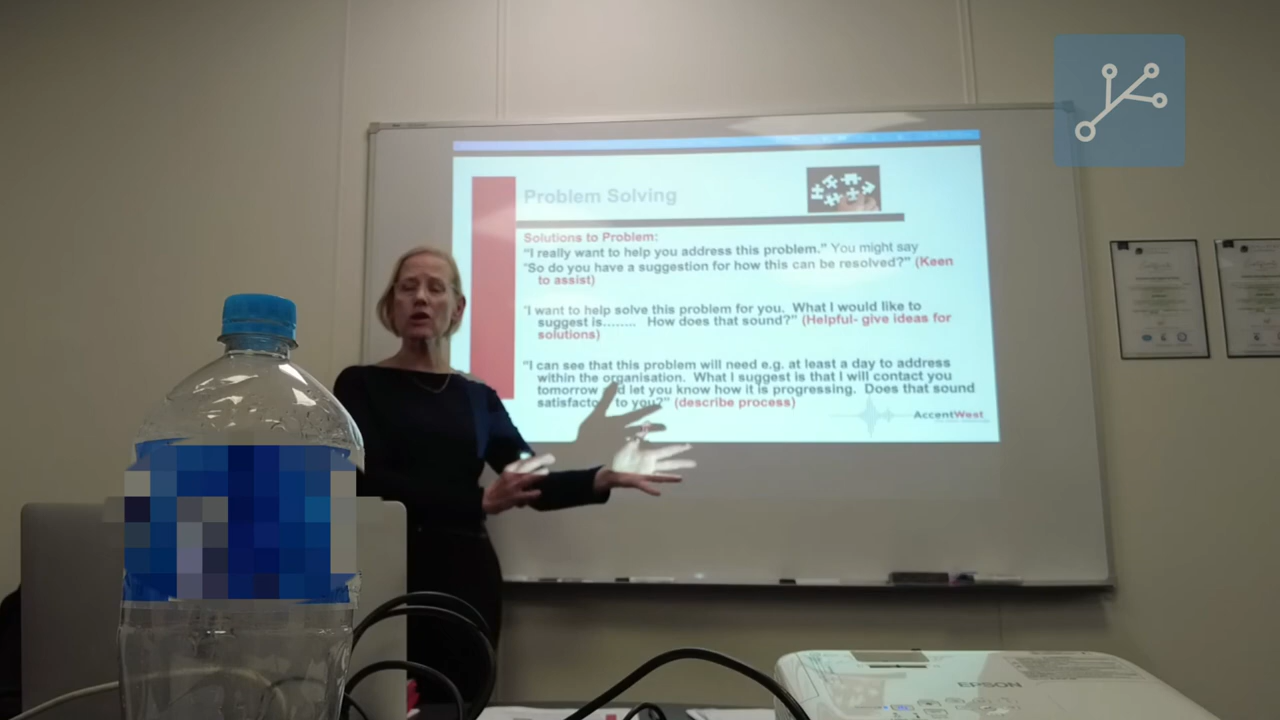 Problem Solving
Solutions to Problem:
“I really want to help you address this problem.” You might say
“So do you have a suggestion for how this can be resolved?” (Keen
to assist)
“I want to help solve this problem for you. What I would like to
suggest is........ How does that sound?” (Helpful- give ideas for
solutions)
“I can see that this problem will need e.g. at least a day to address
within the organisation. What I suggest is that I will contact you
tomorrow and let you know how it is progressing. Does that sound
to you?” (describe process)
AccentWest
EPSON